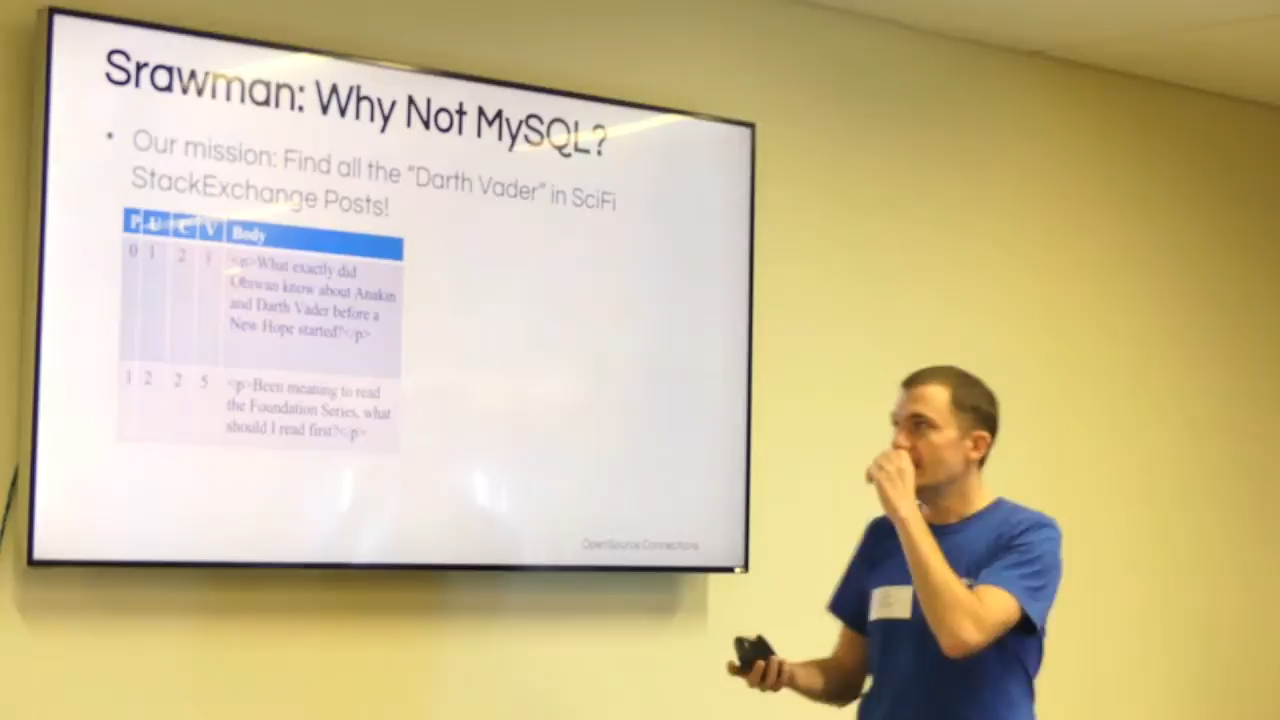 Srawman: Why Not MySQL?
• Our mission: Find all the “Darth Vader” in SciFi
StackExchange Posts!
P U C V Body
0 1 2 1 <p>What exactly did
Obiwan know about Anakin
and Darth Vader before a
New Hope started?</p>
1 2 2 5 <p>Been meaning to read
the Foundation Series, what
should I read first?</p>
OpenSource Connections